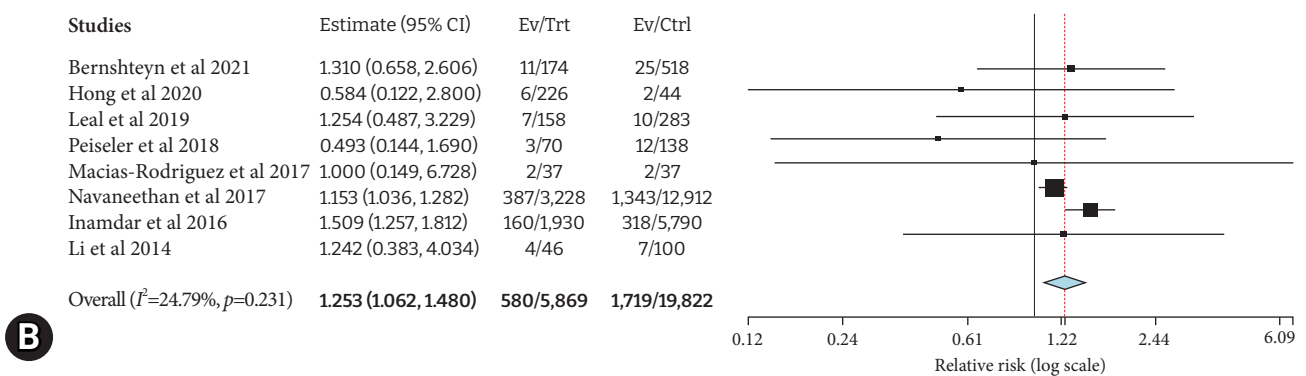 Studies Estimate (95% CI) Ev/Trt Ev/Ctrl
Bernshteyn et al 2021 1.310 (0.658, 2.606) 11/174 25/518
Hong et al 2020 0.584 (0.122, 2.800) 6/226 2/44
Leal et al 2019 1.254 (0.487, 3.229) 7/158 10/283
Peiseler et al 2018 0.493 (0.144, 1.690) 3/70 12/138
Macias-Rodriguez et al 2017 1.000 (0.149, 6.728) 2/37 2/37
Navaneethan et al 2017 1.153 (1.036, 1.282) 387/3,228 1,343/12,912
Inamdar et al 2016 1.509 (1.257, 1.812) 160/1,930 318/5,790
Li et al 2014 1.242 (0.383, 4.034) 4/46 7/100
Overall (I²=24.79%, p=0.231) 1.253 (1.062, 1.480) 580/5,869 1,719/19,822
B
0.12 0.24 0.61 1.22 2.44 6.09
Relative risk (log scale)